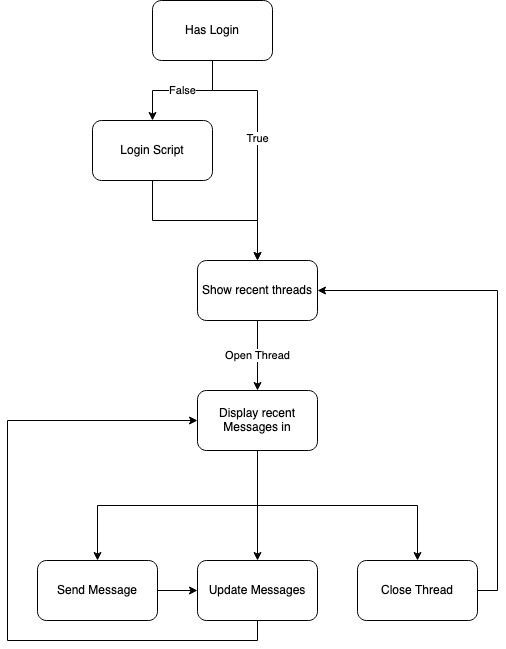 Has Login
False
True
Login Script
Show recent threads
Open Thread
Display recent
Messages in
Send Message
Update Messages
Close Thread